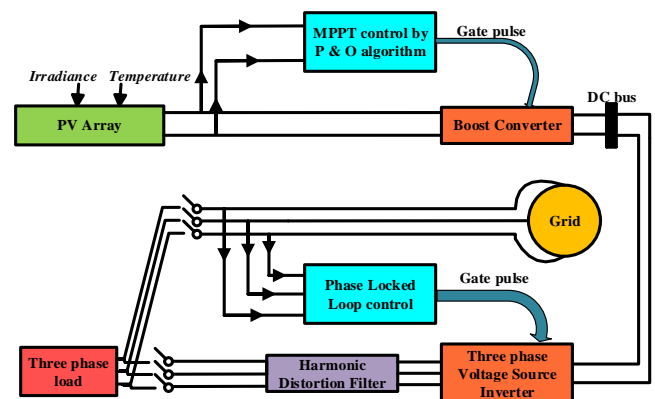 MPPT control by
P & O algorithm
Gate pulse
Irradiance
Temperature
DC bus
PV Array
Boost Converter
Grid
Phase Locked
Loop control
Gate pulse
Three phase
load
Harmonic
Distortion Filter
Three phase
Voltage Source
Inverter